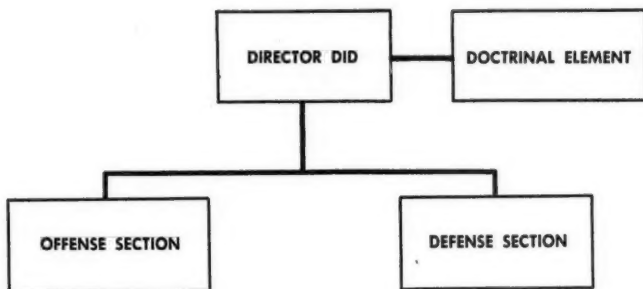 DIRECTOR DID
DOCTRINAL ELEMENT
OFFENSE SECTION
DEFENSE SECTION